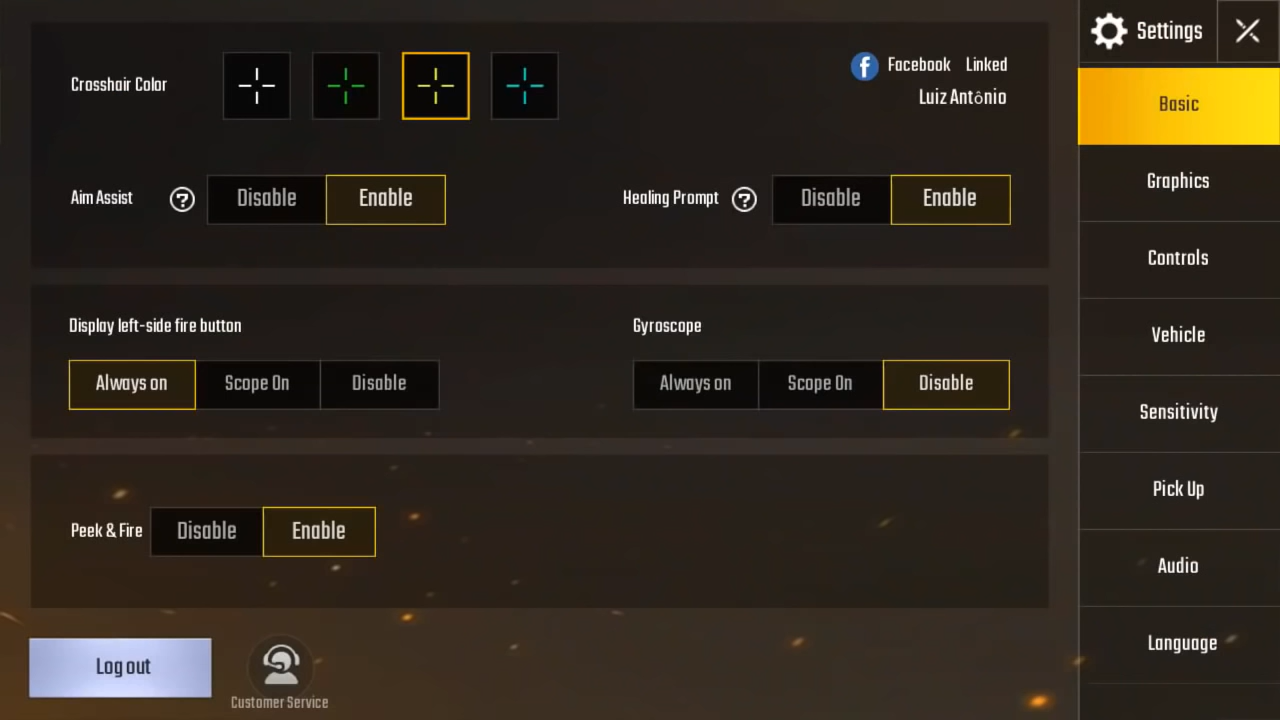 Crosshair Color
Facebook Linked
Luiz Antônio
Aim Assist ? Disable Enable
Healing Prompt ? Disable Enable
Display left-side fire button
Always on Scope On Disable
Gyroscope
Always on Scope On Disable
Peek & Fire Disable Enable
Log out
Customer Service
Settings
Basic
Graphics
Controls
Vehicle
Sensitivity
Pick Up
Audio
Language